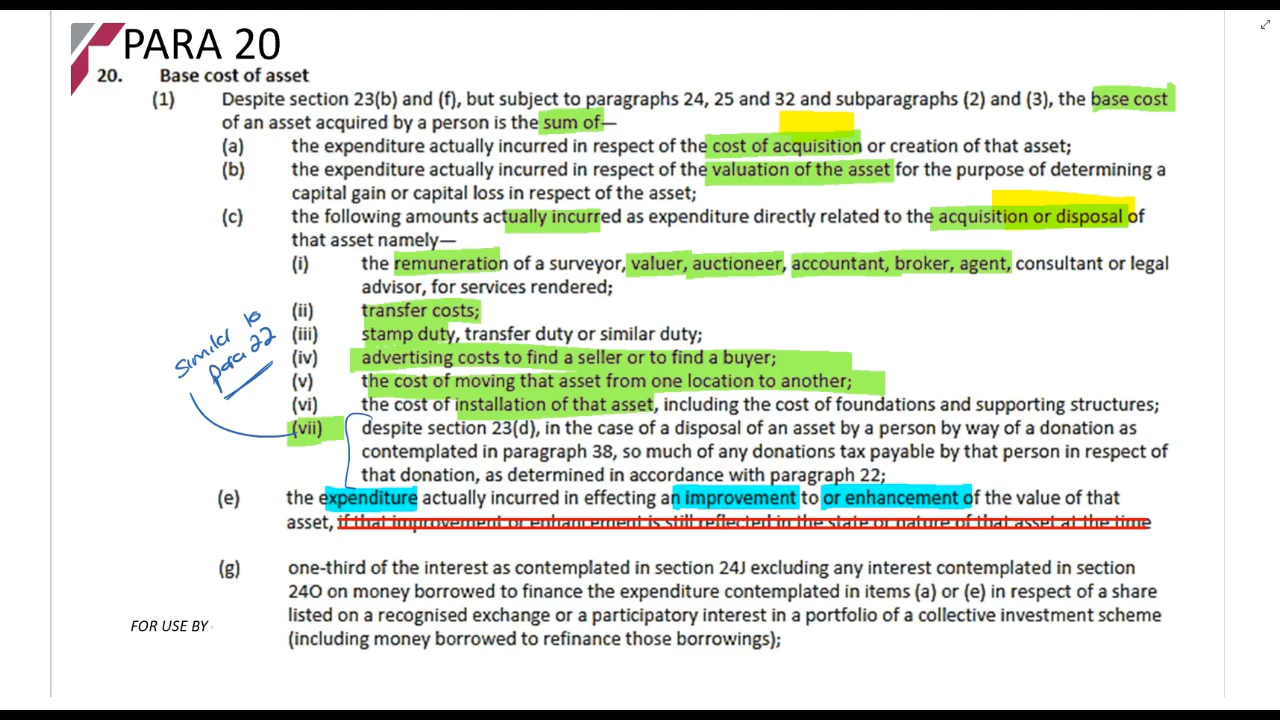 PARA 20
20. Base cost of asset
(1) Despite section 23(b) and (f), but subject to paragraphs 24, 25 and 32 and subparagraphs (2) and (3), the base cost
of an asset acquired by a person is the sum of—
(a) the expenditure actually incurred in respect of the cost of acquisition or creation of that asset;
(b) the expenditure actually incurred in respect of the valuation of the asset for the purpose of determining a
capital gain or capital loss in respect of the asset;
(c) the following amounts actually incurred as expenditure directly related to the acquisition or disposal of
that asset namely—
(i) the remuneration of a surveyor, valuer, auctioneer, accountant, broker, agent, consultant or legal
advisor, for services rendered;
(ii) transfer costs;
(iii) stamp duty, transfer duty or similar duty;
(iv) advertising costs to find a seller or to find a buyer;
(v) the cost of moving that asset from one location to another;
(vi) the cost of installation of that asset, including the cost of foundations and supporting structures;
similar to
para 22
(vii) despite section 23(d), in the case of a disposal of an asset by a person by way of a donation as
contemplated in paragraph 38, so much of any donations tax payable by that person in respect of
that donation, as determined in accordance with paragraph 22;
(e) the expenditure actually incurred in effecting an improvement to or enhancement of the value of that
asset, if that improvement or enhancement is still reflected in the state or nature of that asset at the time
(g) one-third of the interest as contemplated in section 24J excluding any interest contemplated in section
24O on money borrowed to finance the expenditure contemplated in items (a) or (e) in respect of a share
listed on a recognised exchange or a participatory interest in a portfolio of a collective investment scheme
(including money borrowed to refinance those borrowings);
FOR USE BY